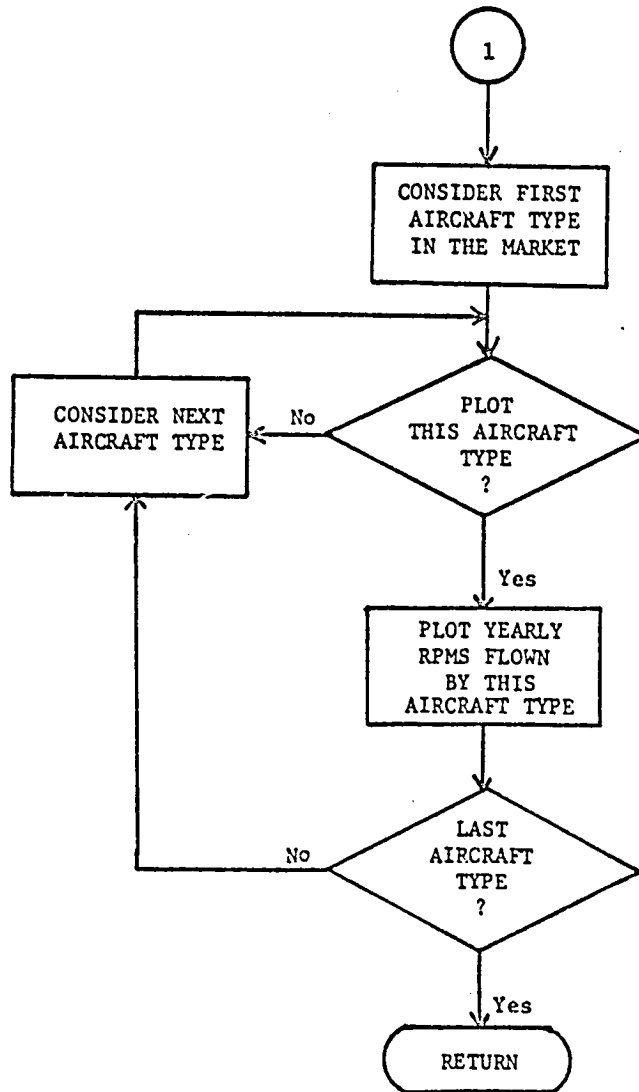 1
CONSIDER FIRST
AIRCRAFT TYPE
IN THE MARKET
CONSIDER NEXT
AIRCRAFT TYPE
No
PLOT
THIS AIRCRAFT
TYPE
?
Yes
PLOT YEARLY
RPMS FLOWN
BY THIS
AIRCRAFT TYPE
No
LAST
AIRCRAFT
TYPE
?
Yes
RETURN